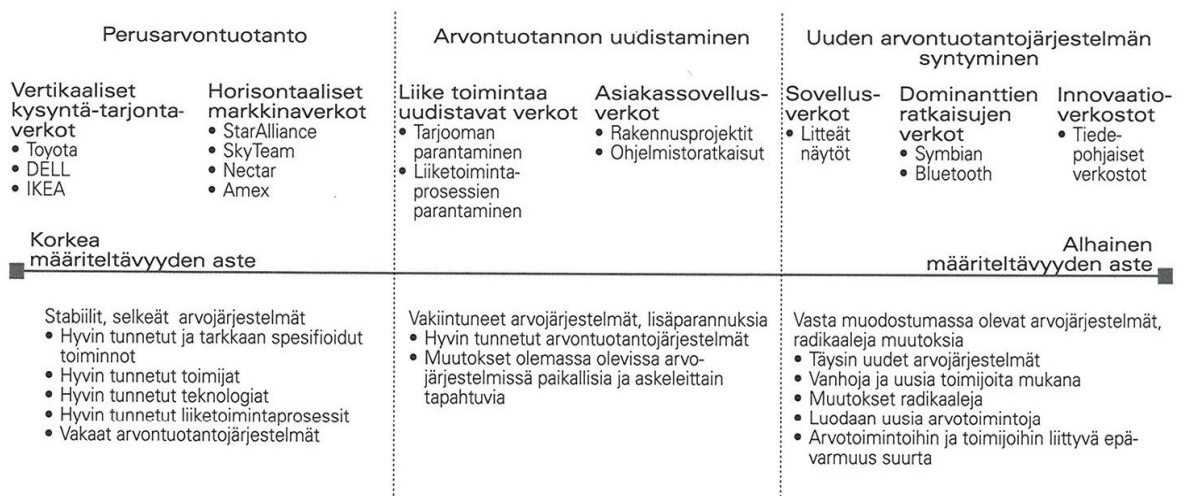 Perusarvontuotanto
Vertikaaliset
kysyntä-tarjonta-
verkot
• Toyota
• DELL
• IKEA
Horisontaaliset
markkinaverkot
• StarAlliance
• SkyTeam
• Nectar
• Amex
Arvontuotannon uudistaminen
Liike toimintaa
uudistavat verkot
• Tarjooman
parantaminen
• Liiketoiminta-
prosessien
parantaminen
Asiakassovellus-
verkot
• Rakennusprojektit
• Ohjelmistoratkaisut
Uuden arvontuotantojärjestelmän
syntyminen
Sovellus-
verkot
• Litteät
näytöt
Dominanttien
ratkaisujen
verkot
• Symbian
• Bluetooth
Innovaatio-
verkostot
• Tiede-
pohjaiset
verkostot
Korkea
määriteltävyyden aste
Alhainen
määriteltävyyden aste
Stabiilit, selkeät arvojärjestelmät
• Hyvin tunnetut ja tarkkaan spesifioidut
toiminnot
• Hyvin tunnetut toimijat
• Hyvin tunnetut teknologiat
• Hyvin tunnetut liiketoimintaprosessit
• Vakaat arvontuotantojärjestelmät
Vakiintuneet arvojärjestelmät, lisäparannuksia
• Hyvin tunnetut arvontuotantojärjestelmät
• Muutokset olemassa olevissa arvo-
järjestelmissä paikallisia ja askeleittain
tapahtuvia
Vasta muodostumassa olevat arvojärjestelmät,
radikaaleja muutoksia
• Täysin uudet arvojärjestelmät
• Vanhoja ja uusia toimijoita mukana
• Muutokset radikaaleja
• Luodaan uusia arvotoimintoja
• Arvotoimintoihin ja toimijoihin liittyvä epä-
varmuus suurta